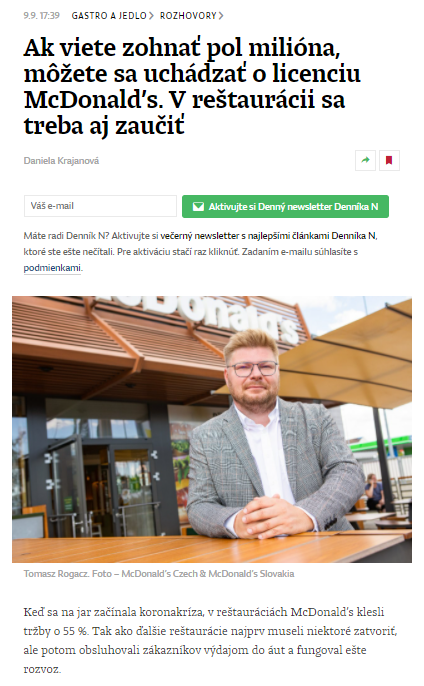 9.9. 17:39 GASTRO A JEDLO ROZHOVORY
Ak viete zohnať pol milióna,
môžete sa uchádzať o licenciu
McDonald's. V reštaurácii sa
treba aj zaučiť
Daniela Krajanová
Váš e-mail
Aktivujte si Denný newsletter Denníka N
Máte radi Denník N? Aktivujte si večerný newsletter s najlepšími článkami Denníka N,
ktoré ste ešte nečítali. Pre aktiváciu stačí raz kliknúť. Zadaním e-mailu súhlasíte s
podmienkami.
McDonald's
Tomasz Rogacz. Foto – McDonald's Czech & McDonald's Slovakia
Keď sa na jar začínala koronakríza, v reštauráciách McDonald's klesli
tržby o 55 %. Tak ako ďalšie reštaurácie najprv museli niektoré zatvoriť,
ale potom obsluhovali zákazníkov výdajom do áut a fungoval ešte
rozvoz.